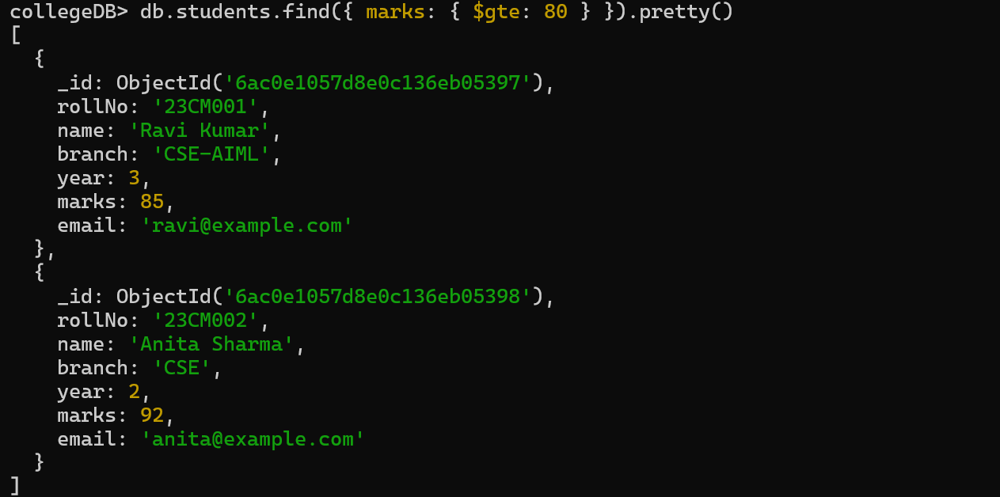 collegeDB> db.students.find({ marks: { $gte: 80 } }).pretty()
[
  {
    _id: ObjectId('6ac0e1057d8e0c136eb05397'),
    rollNo: '23CM001',
    name: 'Ravi Kumar',
    branch: 'CSE-AIML',
    year: 3,
    marks: 85,
    email: 'ravi@example.com'
  },
  {
    _id: ObjectId('6ac0e1057d8e0c136eb05398'),
    rollNo: '23CM002',
    name: 'Anita Sharma',
    branch: 'CSE',
    year: 2,
    marks: 92,
    email: 'anita@example.com'
  }
]